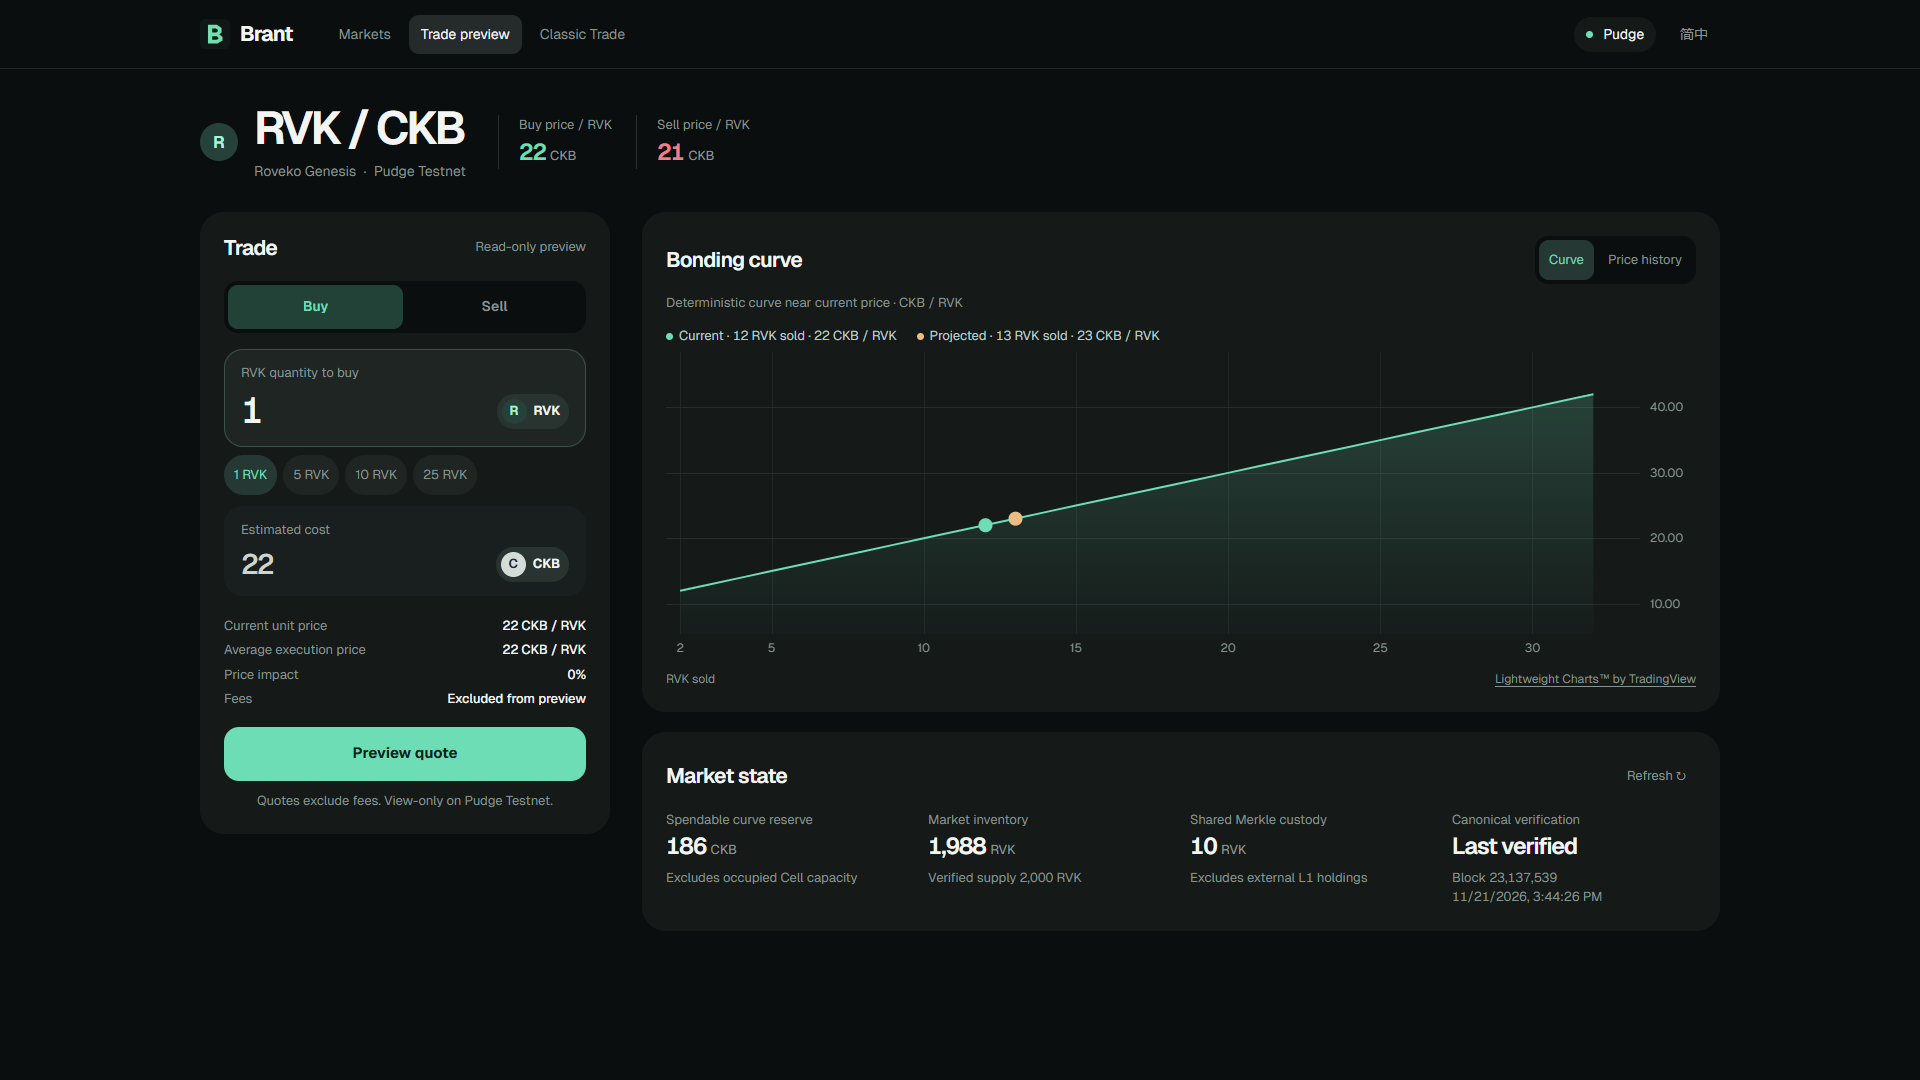 B Brant
Markets
Trade preview
Classic Trade
Pudge
简中
R
RVK / CKB
Roveko Genesis · Pudge Testnet
Buy price / RVK
22 CKB
Sell price / RVK
21 CKB
Trade
Read-only preview
Buy
Sell
RVK quantity to buy
1
R RVK
1 RVK
5 RVK
10 RVK
25 RVK
Estimated cost
22
C CKB
Current unit price 22 CKB / RVK
Average execution price 22 CKB / RVK
Price impact 0%
Fees Excluded from preview
Preview quote
Quotes exclude fees. View-only on Pudge Testnet.
Bonding curve
Curve
Price history
Deterministic curve near current price · CKB / RVK
Current · 12 RVK sold · 22 CKB / RVK
Projected · 13 RVK sold · 23 CKB / RVK
40.00
30.00
20.00
10.00
2 5 10 15 20 25 30
RVK sold
Lightweight Charts™ by TradingView
Market state
Refresh ↻
Spendable curve reserve
186 CKB
Excludes occupied Cell capacity
Market inventory
1,988 RVK
Verified supply 2,000 RVK
Shared Merkle custody
10 RVK
Excludes external L1 holdings
Canonical verification
Last verified
Block 23,137,539
11/21/2026, 3:44:26 PM